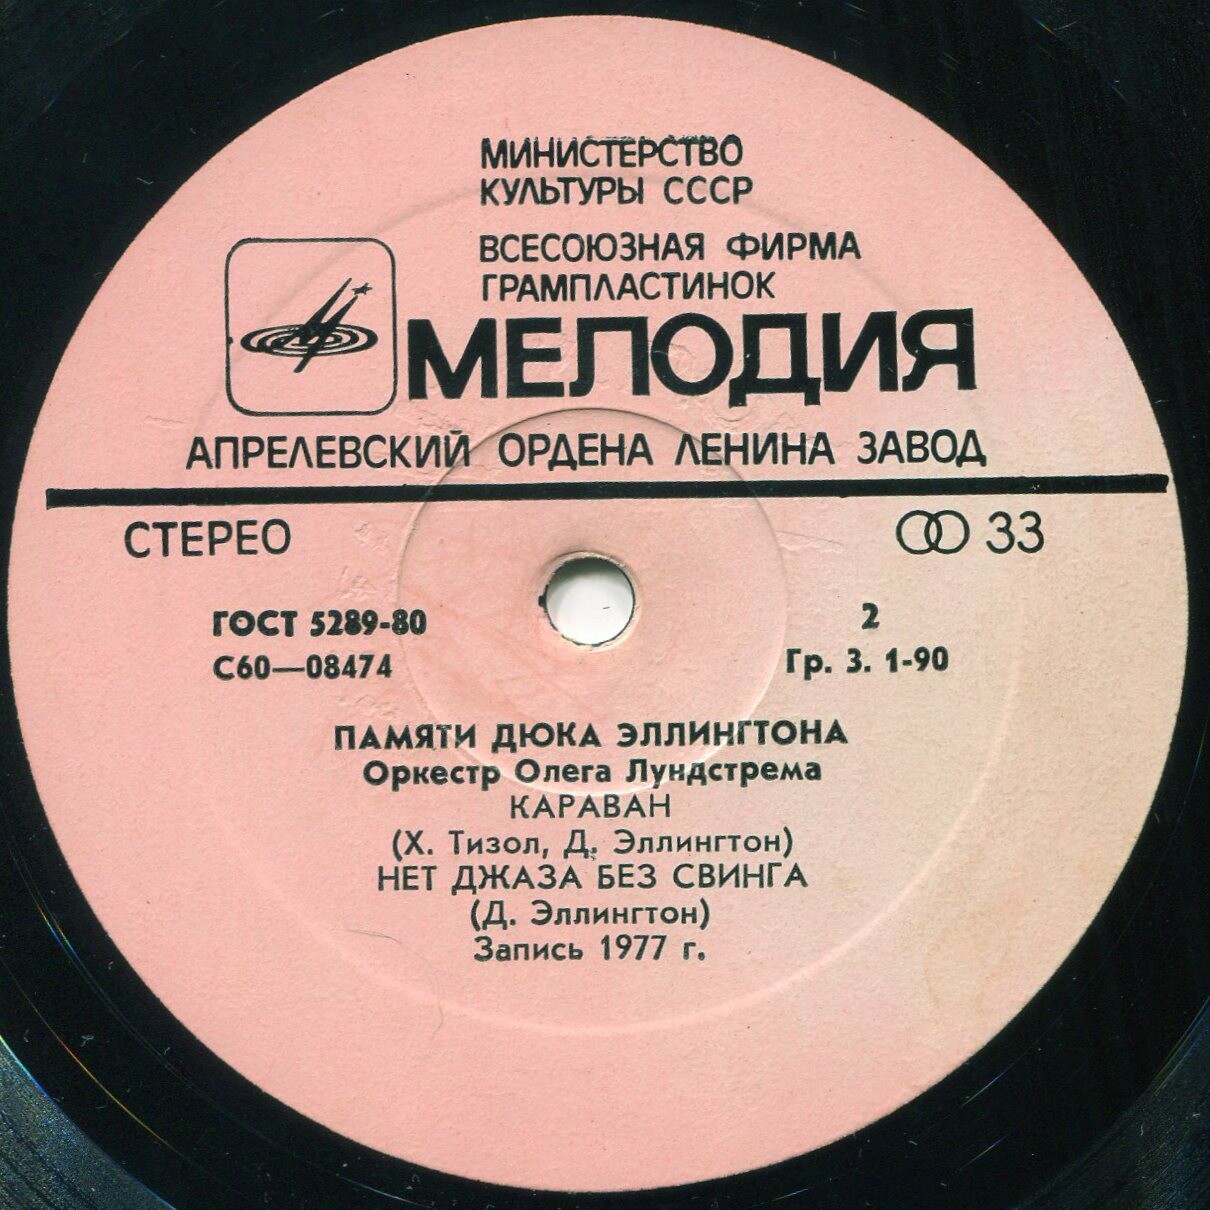 МИНИСТЕРСТВО
КУЛЬТУРЫ СССР
ВСЕСОЮЗНАЯ ФИРМА
ГРАМПЛАСТИНОК
МЕЛОДИЯ
АПРЕЛЕВСКИЙ ОРДЕНА ЛЕНИНА ЗАВОД
СТЕРЕО 33
ГОСТ 5289-80 2
С60—08474 Гр. 3. 1-90
ПАМЯТИ ДЮКА ЭЛЛИНГТОНА
Оркестр Олега Лундстрема
КАРАВАН
(Х. Тизол, Д. Эллингтон)
НЕТ ДЖАЗА БЕЗ СВИНГА
(Д. Эллингтон)
Запись 1977 г.